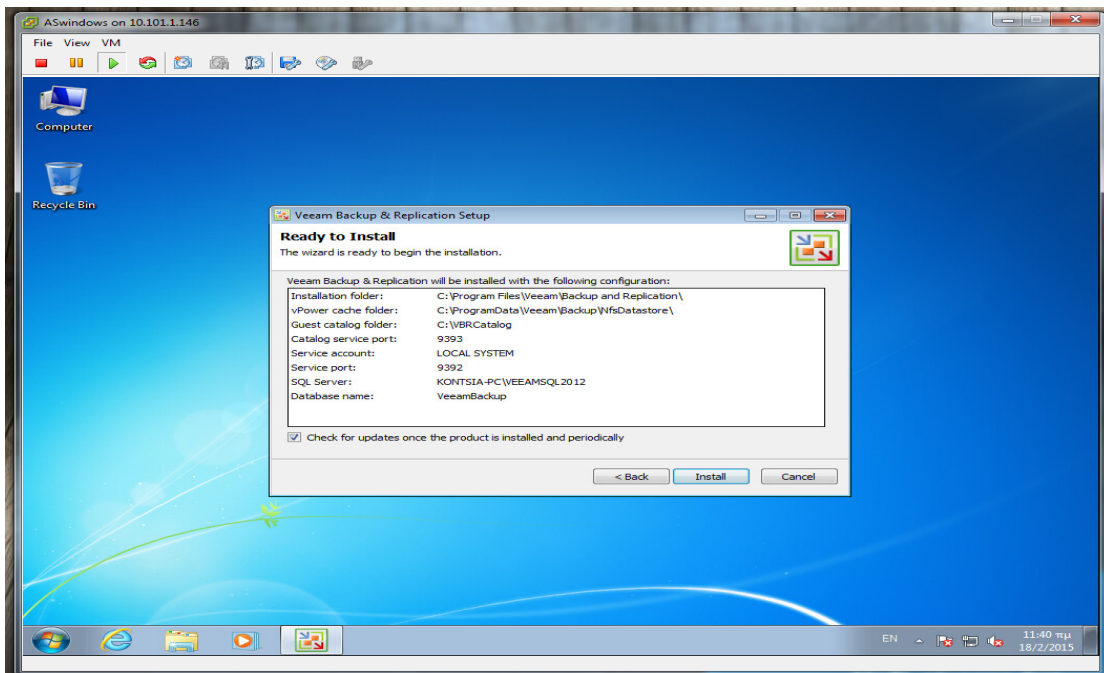 ASwindows on 10.101.1.146
File View VM
Computer
Recycle Bin
Veeam Backup & Replication Setup
Ready to Install
The wizard is ready to begin the installation.
Veeam Backup & Replication will be installed with the following configuration:
Installation folder: C:\Program Files\Veeam\Backup and Replication\
vPower cache folder: C:\ProgramData\Veeam\Backup\NfsDatastore\
Guest catalog folder: C:\VBRCatalog
Catalog service port: 9393
Service account: LOCAL SYSTEM
Service port: 9392
SQL Server: KONTSIA-PC\VEEAMSQL2012
Database name: VeeamBackup
Check for updates once the product is installed and periodically
< Back Install Cancel
EN 11:40 πμ
18/2/2015